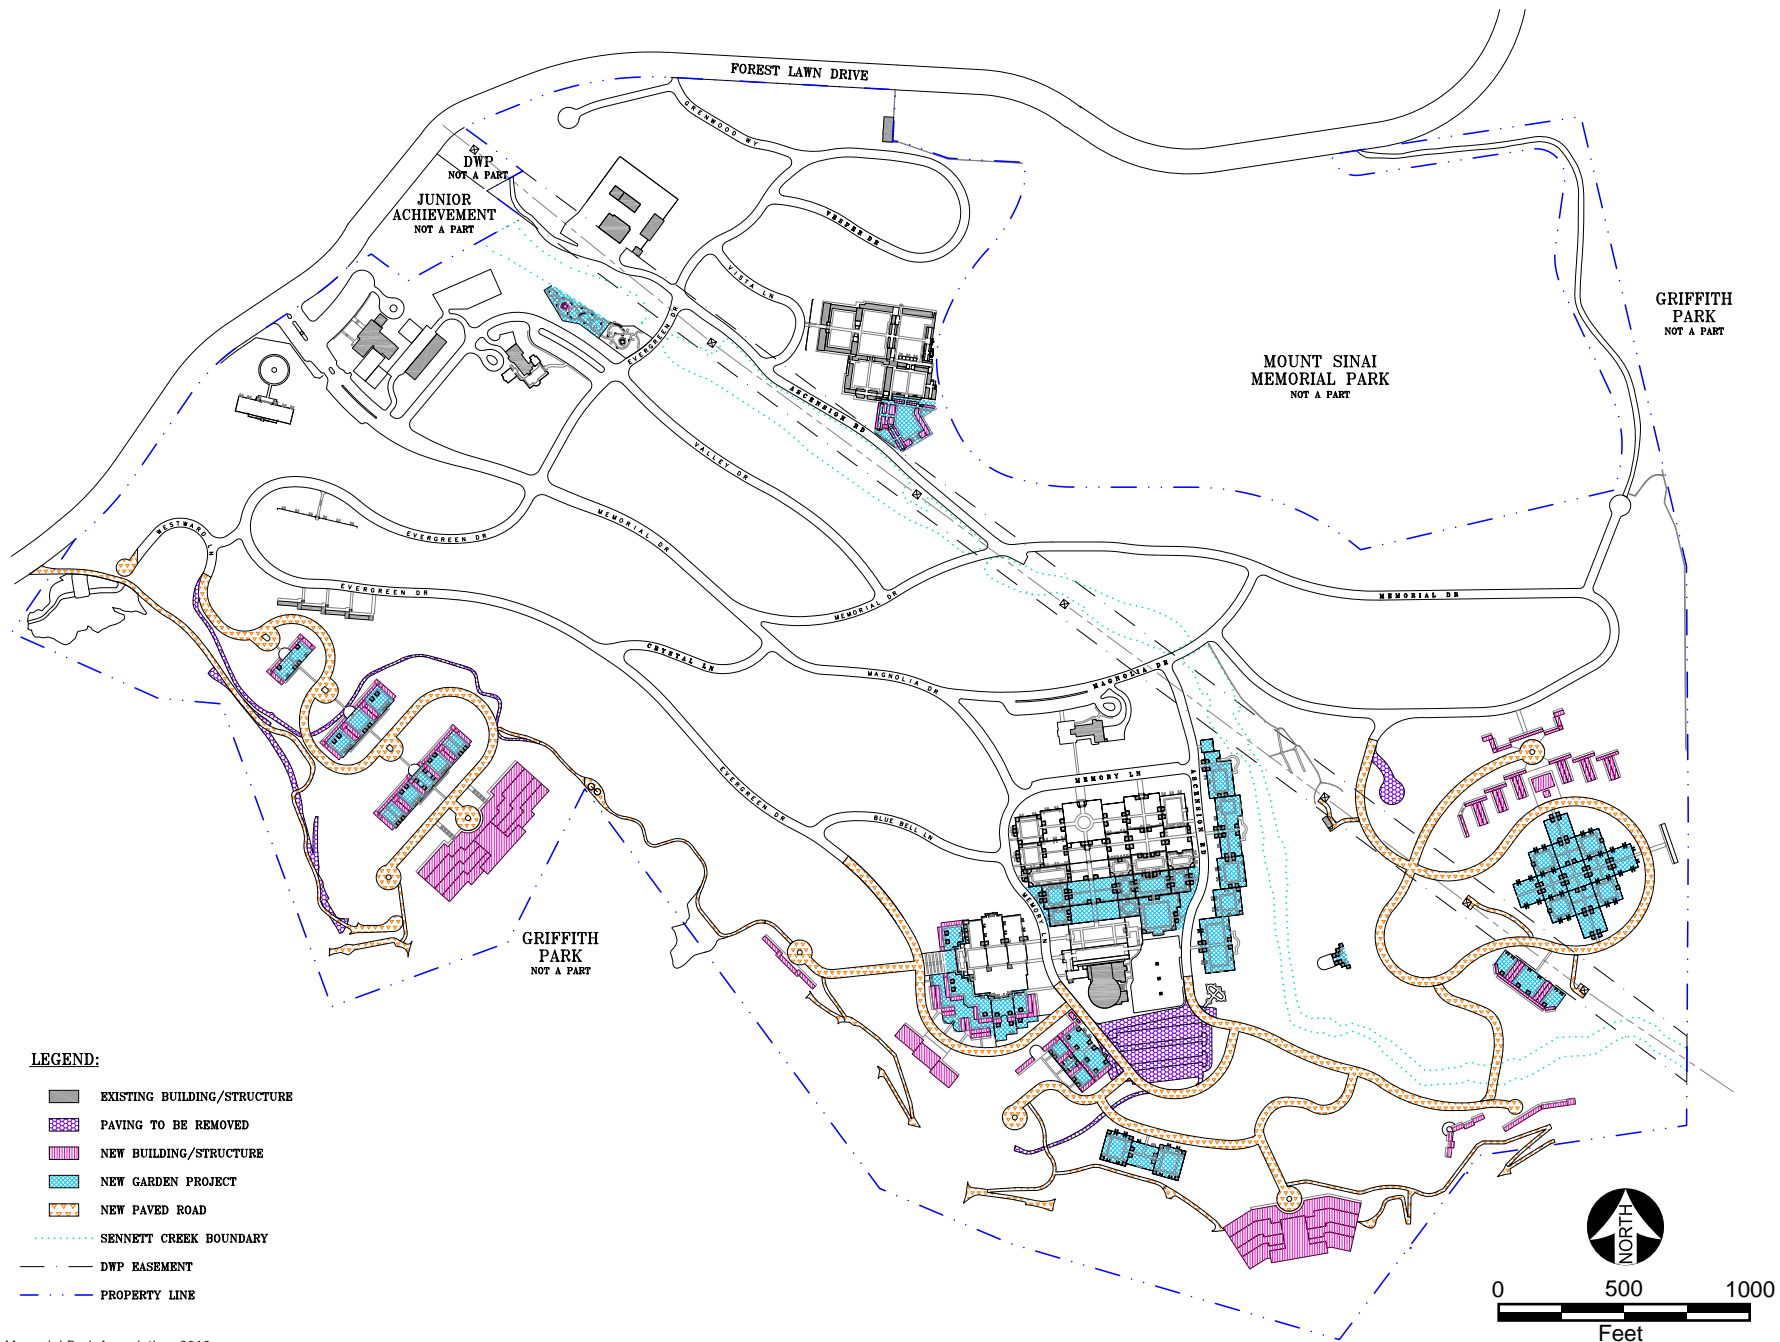 FOREST LAWN DRIVE
GRENWOOD WY
DWP
NOT A PART
JUNIOR
ACHIEVEMENT
NOT A PART
VESPER DR
VISTA LN
EVERGREEN DR
GRIFFITH
PARK
NOT A PART
MOUNT SINAI
MEMORIAL PARK
NOT A PART
ASCENSION RD
VALLEY DR
WESTWARD LN
EVERGREEN DR
MEMORIAL DR
EVERGREEN DR
MEMORIAL DR
MEMORIAL DR
CRYSTAL LN
MAGNOLIA DR
MAGNOLIA DR
EVERGREEN DR
MEMORY LN
ASCENSION RD
BLUE BELL LN
MEMORY LN
GRIFFITH
PARK
NOT A PART
LEGEND:
EXISTING BUILDING/STRUCTURE
PAVING TO BE REMOVED
NEW BUILDING/STRUCTURE
NEW GARDEN PROJECT
NEW PAVED ROAD
SENNETT CREEK BOUNDARY
DWP EASEMENT
PROPERTY LINE
NORTH
0 500 1000
Feet